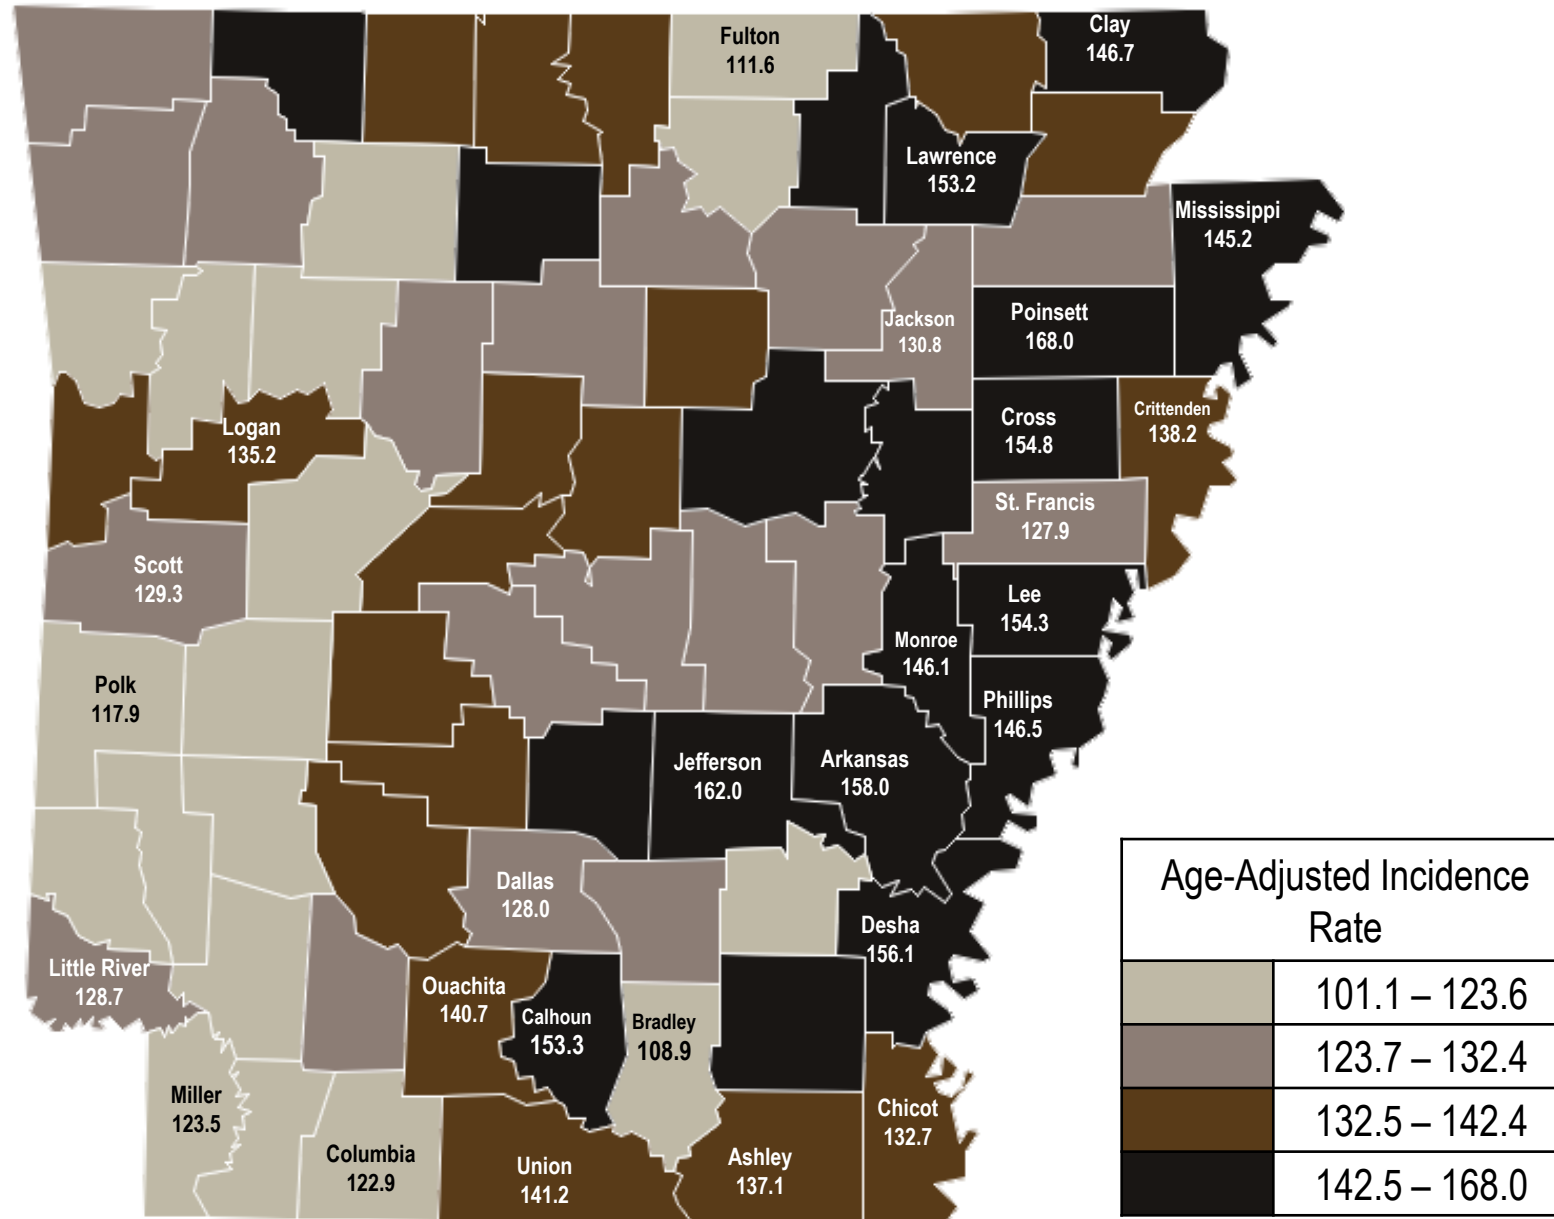 Fulton
111.6
Clay
146.7
Lawrence
153.2
Mississippi
145.2
Jackson
130.8
Poinsett
168.0
Logan
135.2
Cross
154.8
Crittenden
138.2
St. Francis
127.9
Scott
129.3
Lee
154.3
Monroe
146.1
Polk
117.9
Phillips
146.5
Jefferson
162.0
Arkansas
158.0
Dallas
128.0
Desha
156.1
Little River
128.7
Ouachita
140.7
Calhoun
153.3
Bradley
108.9
Miller
123.5
Columbia
122.9
Union
141.2
Ashley
137.1
Chicot
132.7
Age-Adjusted Incidence
Rate
101.1 – 123.6
123.7 – 132.4
132.5 – 142.4
142.5 – 168.0